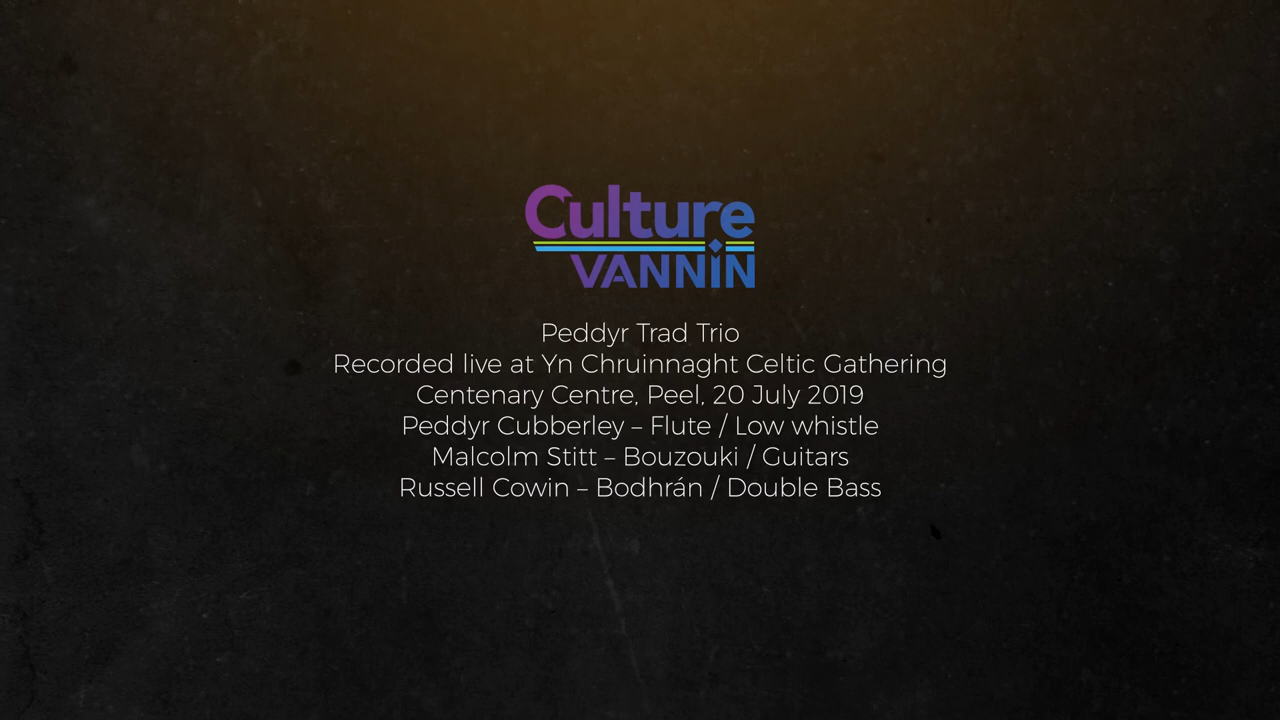 Culture
VANNIN
Peddyr Trad Trio
Recorded live at Yn Chruinnaght Celtic Gathering
Centenary Centre, Peel, 20 July 2019
Peddyr Cubberley – Flute / Low whistle
Malcolm Stitt – Bouzouki / Guitars
Russell Cowin – Bodhrán / Double Bass